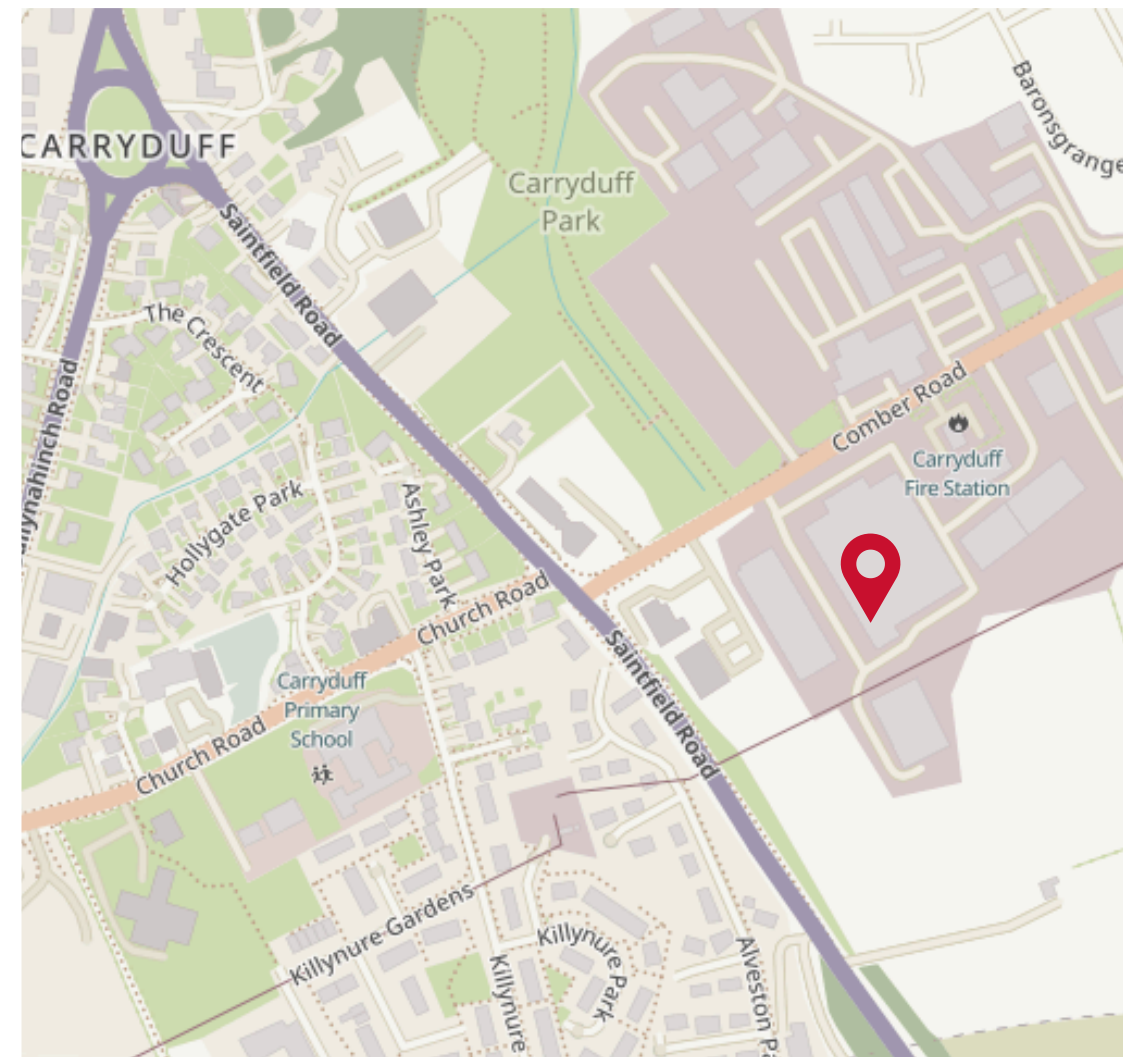 Baronsgrange
CARRYDUFF
Carryduff
Park
Saintfield Road
The Crescent
Comber Road
Carryduff
Fire Station
Hollygate Park
Ashley Park
Church Road
Saintfield Road
Carryduff
Primary
School
Church Road
Killynure Gardens
Killynure Park
Killynure